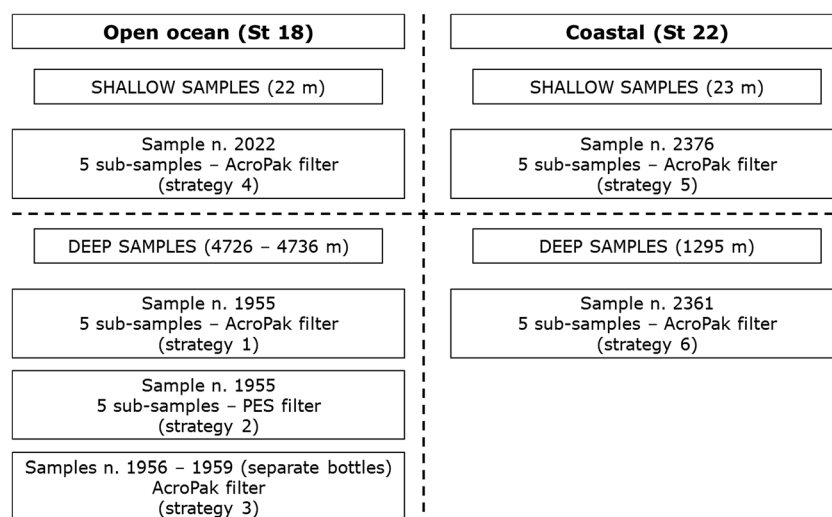 Open ocean (St 18)
SHALLOW SAMPLES (22 m)
Sample n. 2022
5 sub-samples – AcroPak filter
(strategy 4)
DEEP SAMPLES (4726 – 4736 m)
Sample n. 1955
5 sub-samples – AcroPak filter
(strategy 1)
Sample n. 1955
5 sub-samples – PES filter
(strategy 2)
Samples n. 1956 – 1959 (separate bottles)
AcroPak filter
(strategy 3)
Coastal (St 22)
SHALLOW SAMPLES (23 m)
Sample n. 2376
5 sub-samples – AcroPak filter
(strategy 5)
DEEP SAMPLES (1295 m)
Sample n. 2361
5 sub-samples – AcroPak filter
(strategy 6)